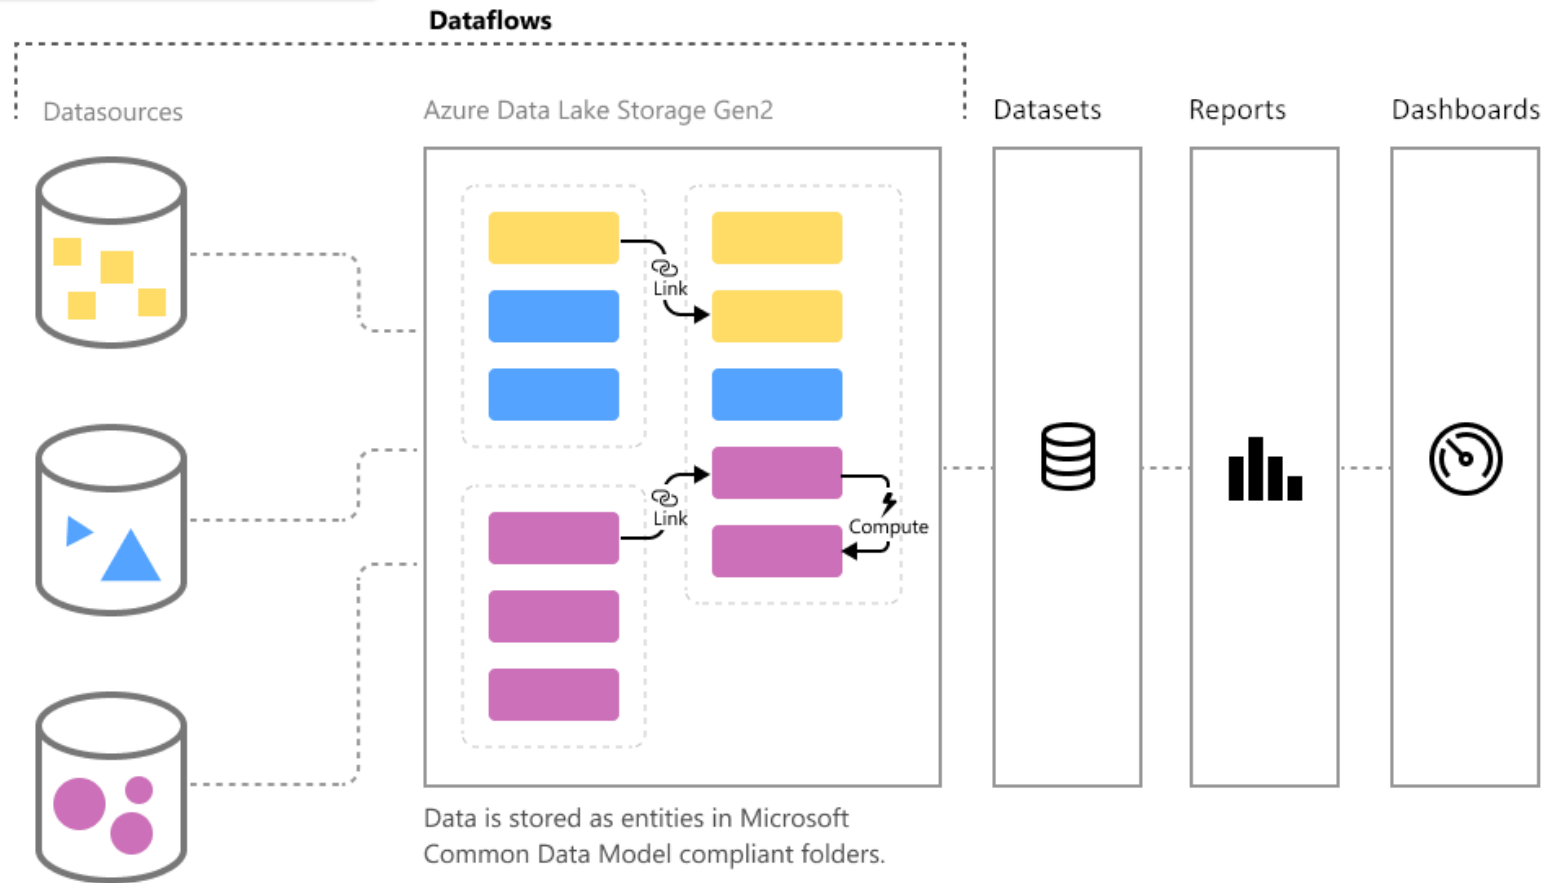 Dataflows
Datasources
Azure Data Lake Storage Gen2
Datasets
Reports
Dashboards
Link
Link
Compute
Data is stored as entities in Microsoft
Common Data Model compliant folders.